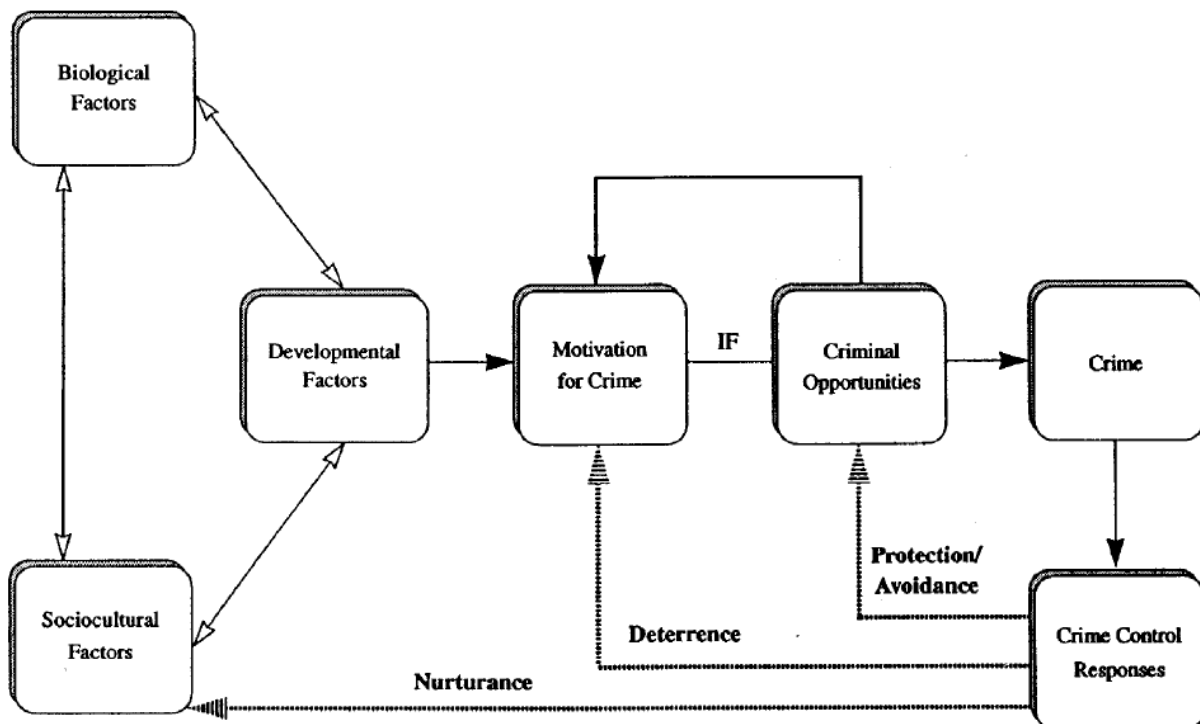 Biological
Factors
Developmental
Factors
Motivation
for Crime
IF
Criminal
Opportunities
Crime
Sociocultural
Factors
Protection/
Avoidance
Deterrence
Nurturance
Crime Control
Responses